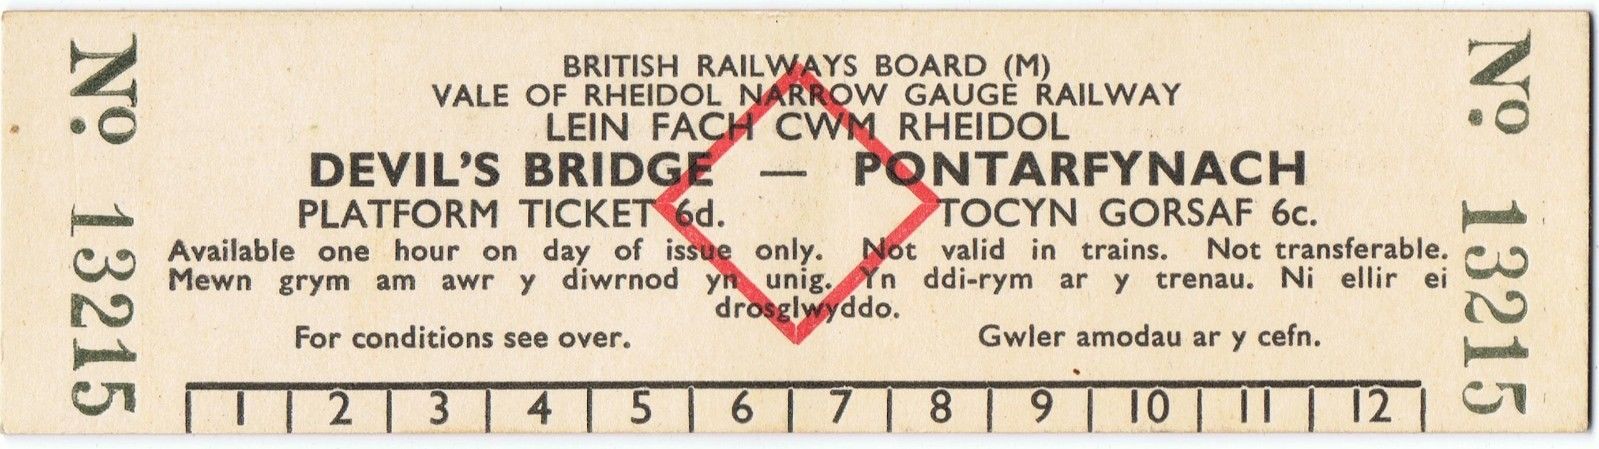 No. 13215
BRITISH RAILWAYS BOARD (M)
VALE OF RHEIDOL NARROW GAUGE RAILWAY
LEIN FACH CWM RHEIDOL
DEVIL'S BRIDGE — PONTARFYNACH
PLATFORM TICKET 6d. TOCYN GORSAF 6c.
Available one hour on day of issue only. Not valid in trains. Not transferable.
Mewn grym am awr y diwrnod yn unig. Yn ddi-rym ar y trenau. Ni ellir ei
drosglwyddo.
For conditions see over. Gwler amodau ar y cefn.
1 2 3 4 5 6 7 8 9 10 11 12
No. 13215